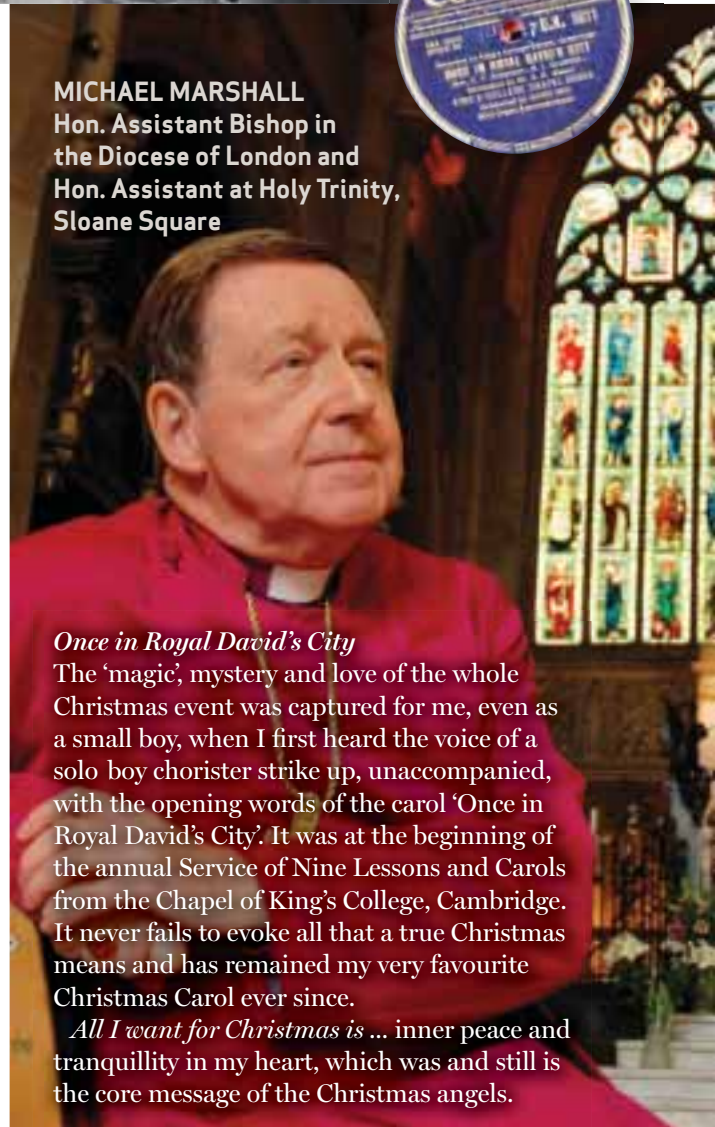 MICHAEL MARSHALL
Hon. Assistant Bishop in
the Diocese of London and
Hon. Assistant at Holy Trinity,
Sloane Square
Once in Royal David's City
The ‘magic’, mystery and love of the whole
Christmas event was captured for me, even as
a small boy, when I first heard the voice of a
solo boy chorister strike up, unaccompanied,
with the opening words of the carol ‘Once in
Royal David’s City’. It was at the beginning of
the annual Service of Nine Lessons and Carols
from the Chapel of King’s College, Cambridge.
It never fails to evoke all that a true Christmas
means and has remained my very favourite
Christmas Carol ever since.
All I want for Christmas is ... inner peace and
tranquillity in my heart, which was and still is
the core message of the Christmas angels.